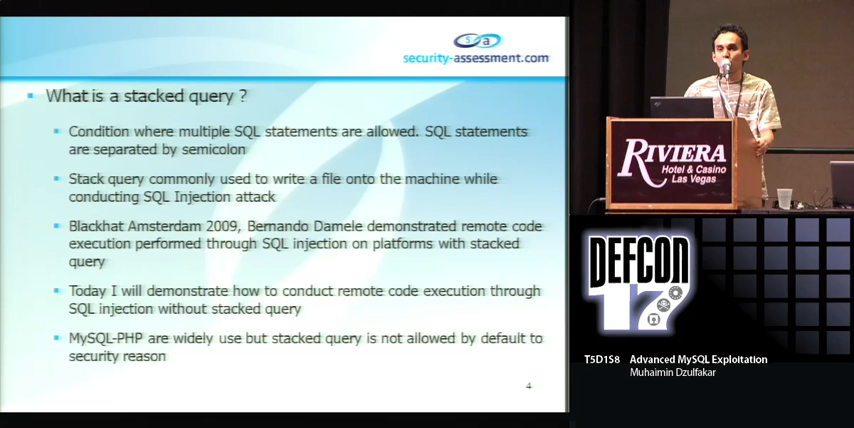 sa
security-assessment.com
What is a stacked query ?
Condition where multiple SQL statements are allowed. SQL statements
are separated by semicolon
Stack query commonly used to write a file onto the machine while
conducting SQL Injection attack
Blackhat Amsterdam 2009, Bernando Damele demonstrated remote code
execution performed through SQL injection on platforms with stacked
query
Today I will demonstrate how to conduct remote code execution through
SQL injection without stacked query
MySQL-PHP are widely use but stacked query is not allowed by default to
security reason
4
RIVIERA
Hotel & Casino
Las Vegas
DEFCON
17
T5D1S8 Advanced MySQL Exploitation
Muhaimin Dzulfakar